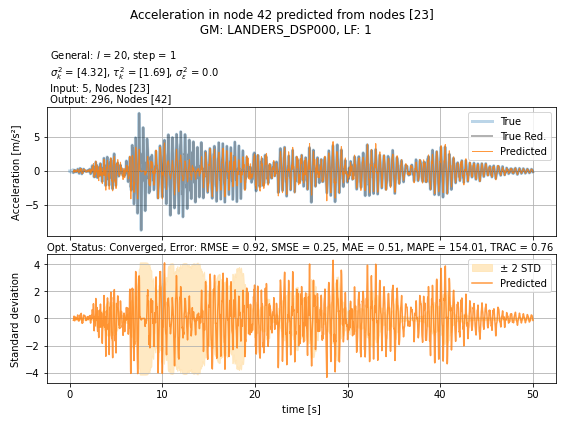 Acceleration in node 42 predicted from nodes [23]
GM: LANDERS_DSP000, LF: 1
General: l = 20, step = 1
σ²ₖ = [4.32], τ²ₖ = [1.69], σ²ε = 0.0
Input: 5, Nodes [23]
Output: 296, Nodes [42]
Acceleration [m/s²]
5
0
−5
True
True Red.
Predicted
Opt. Status: Converged, Error: RMSE = 0.92, SMSE = 0.25, MAE = 0.51, MAPE = 154.01, TRAC = 0.76
Standard deviation
4
2
0
−2
−4
± 2 STD
Predicted
0 10 20 30 40 50
time [s]